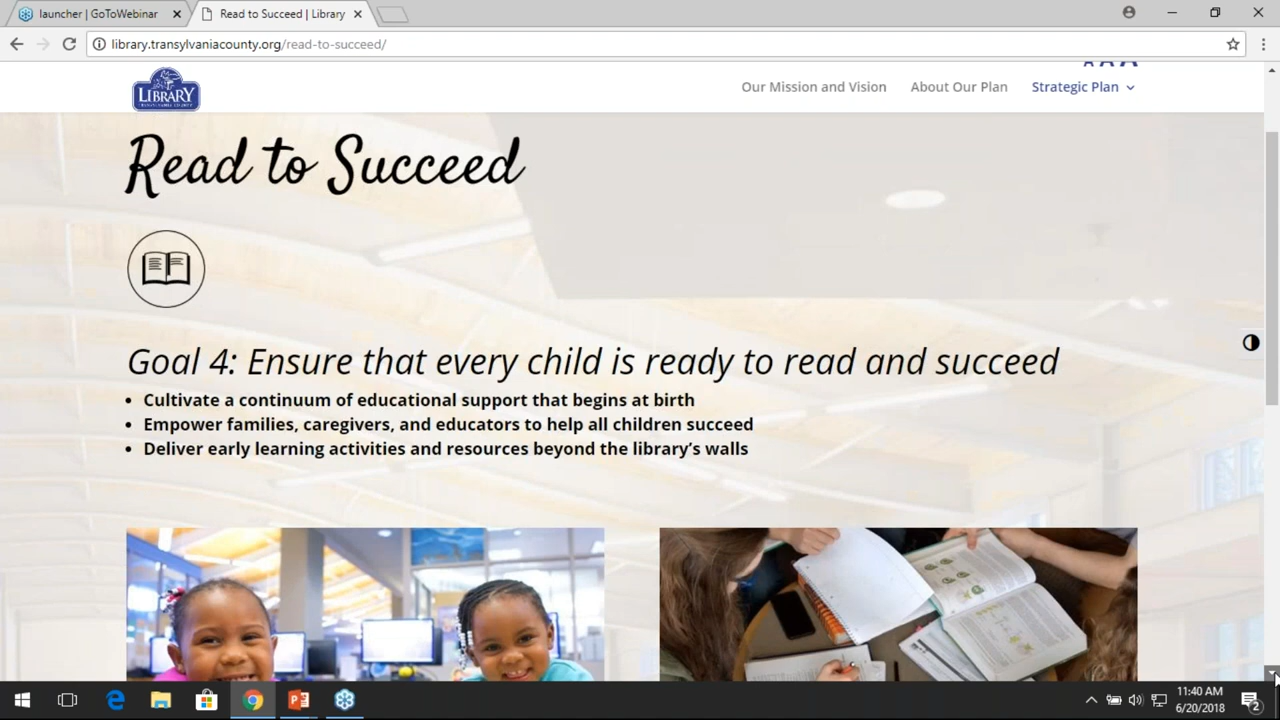 launcher | GoToWebinar
Read to Succeed | Library
library.transylvaniacounty.org/read-to-succeed/
A A A
LIBRARY
TRANSYLVANIA COUNTY
Our Mission and Vision
About Our Plan
Strategic Plan
Read to Succeed
Goal 4: Ensure that every child is ready to read and succeed
• Cultivate a continuum of educational support that begins at birth
• Empower families, caregivers, and educators to help all children succeed
• Deliver early learning activities and resources beyond the library’s walls
11:40 AM
6/20/2018
2